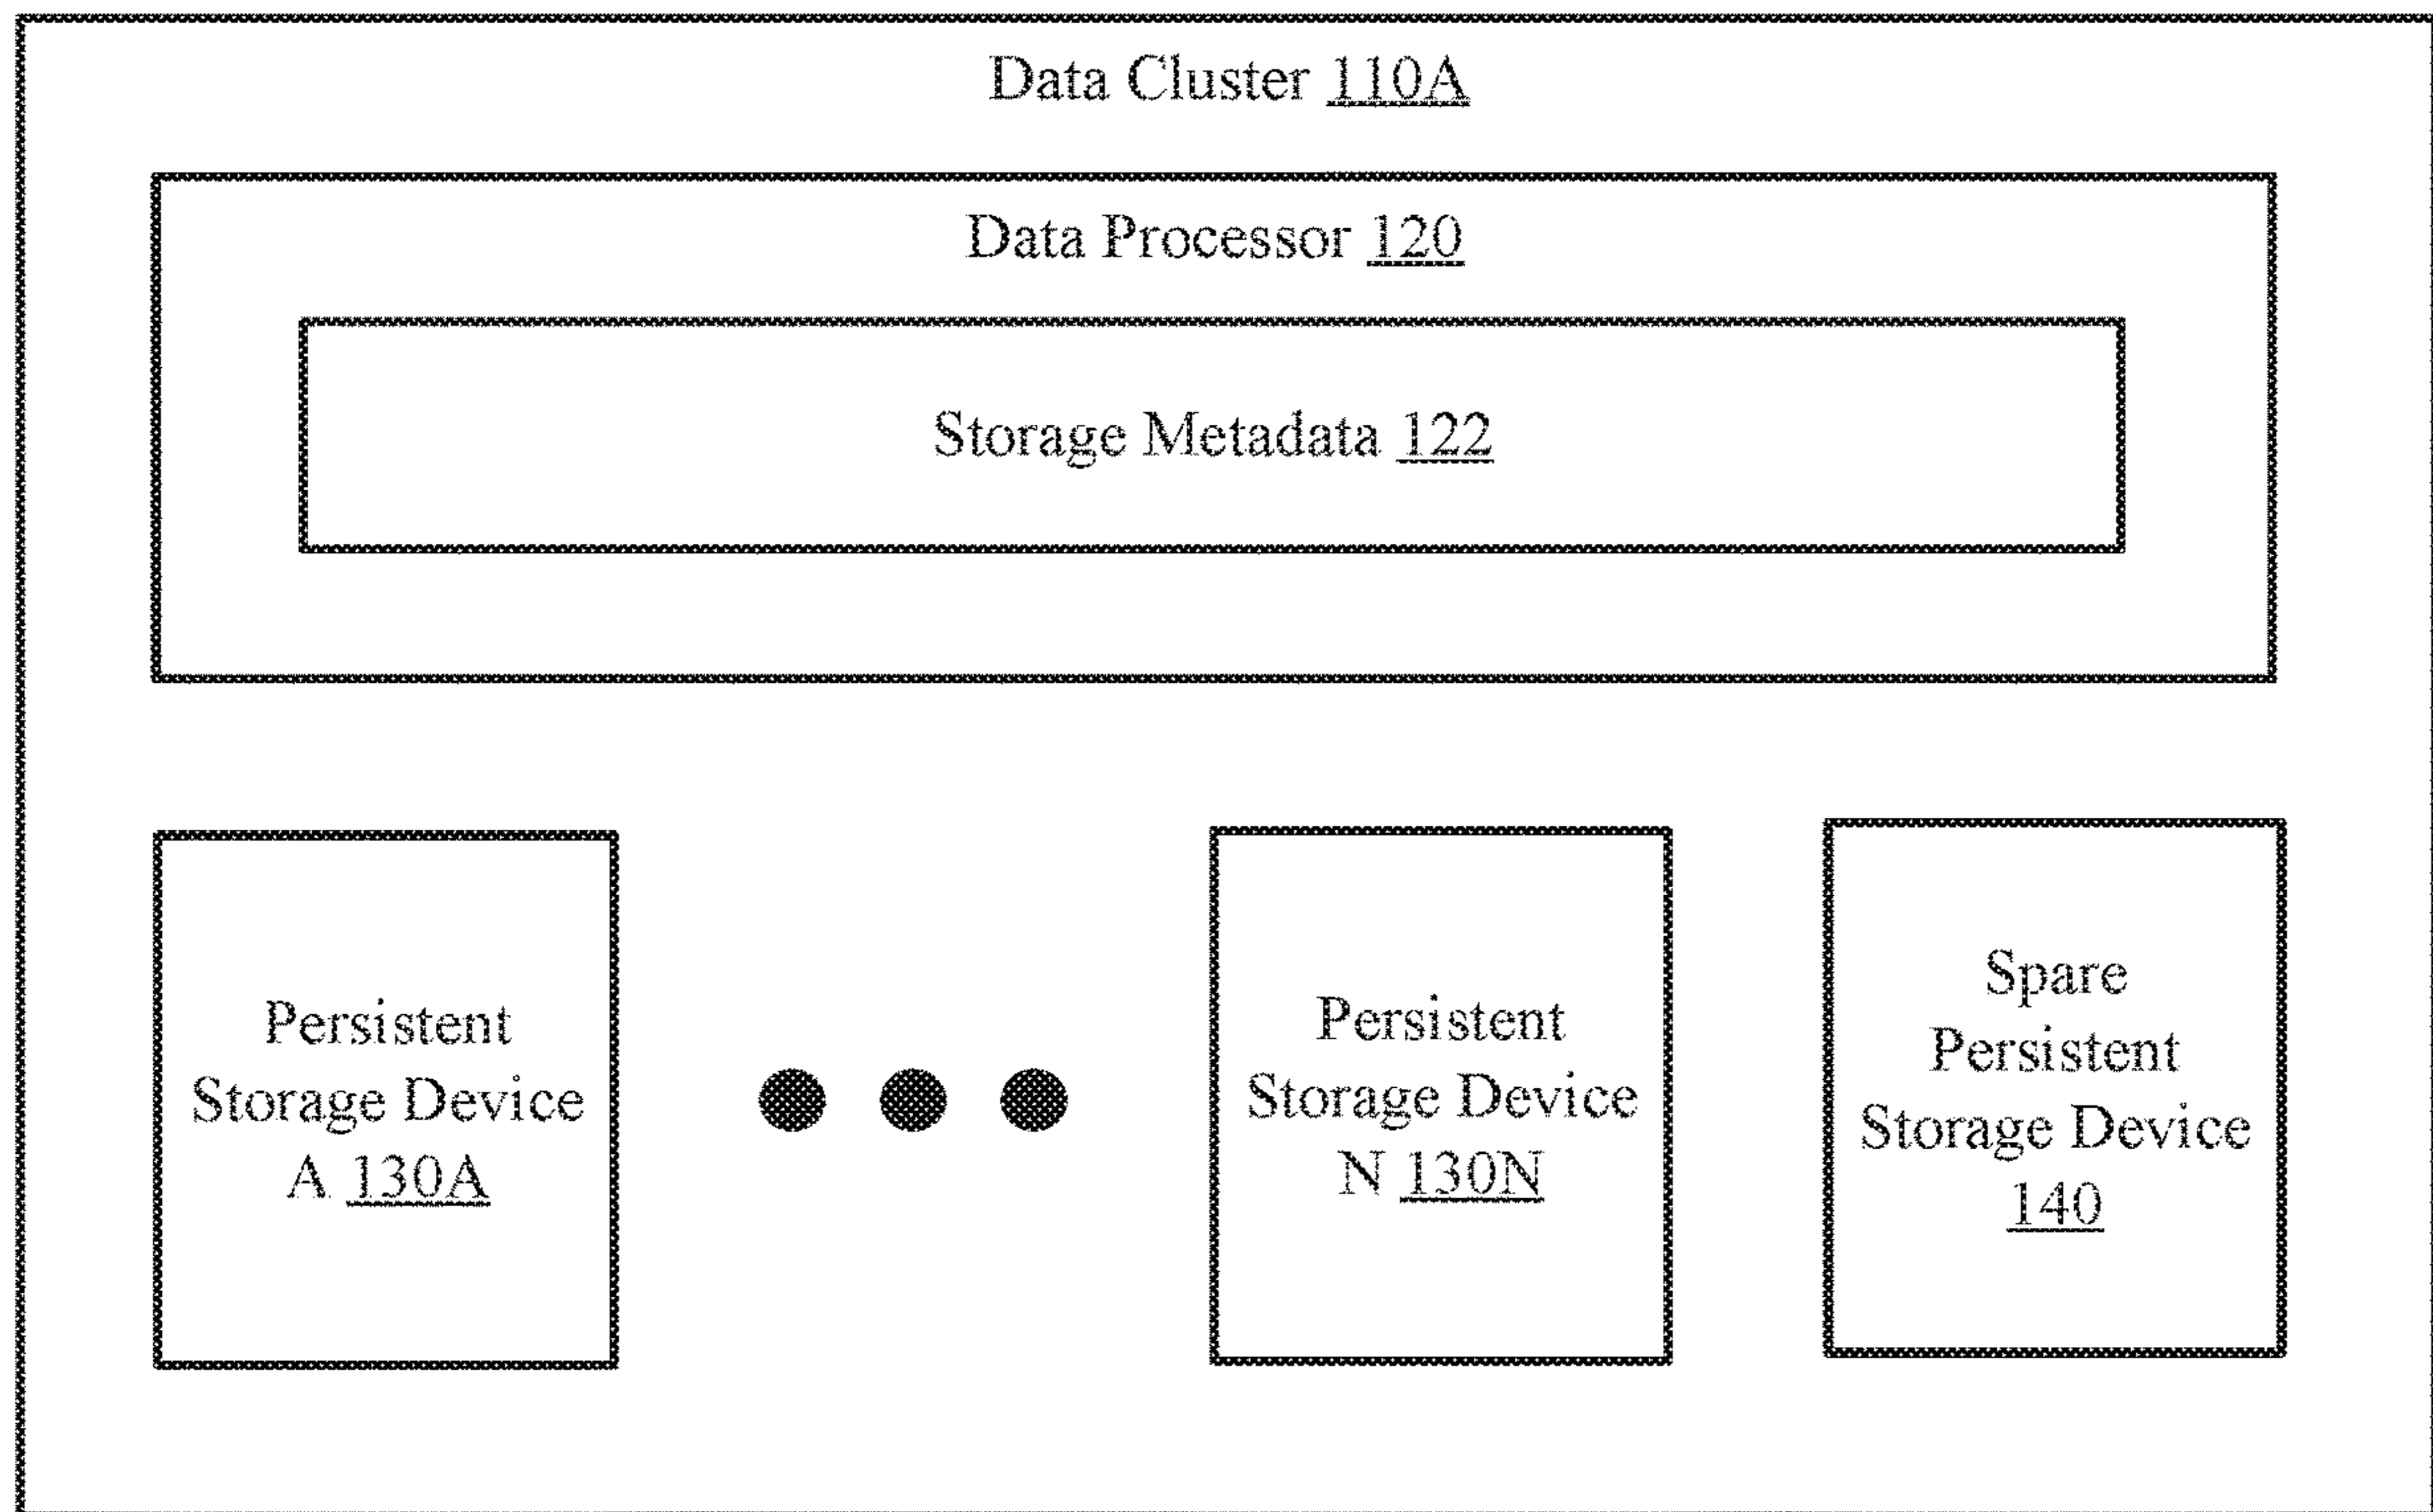 Data Cluster 110A
Data Processor 120
Storage Metadata 122
Persistent
Storage Device
A 130A
Persistent
Storage Device
N 130N
Spare
Persistent
Storage Device
140